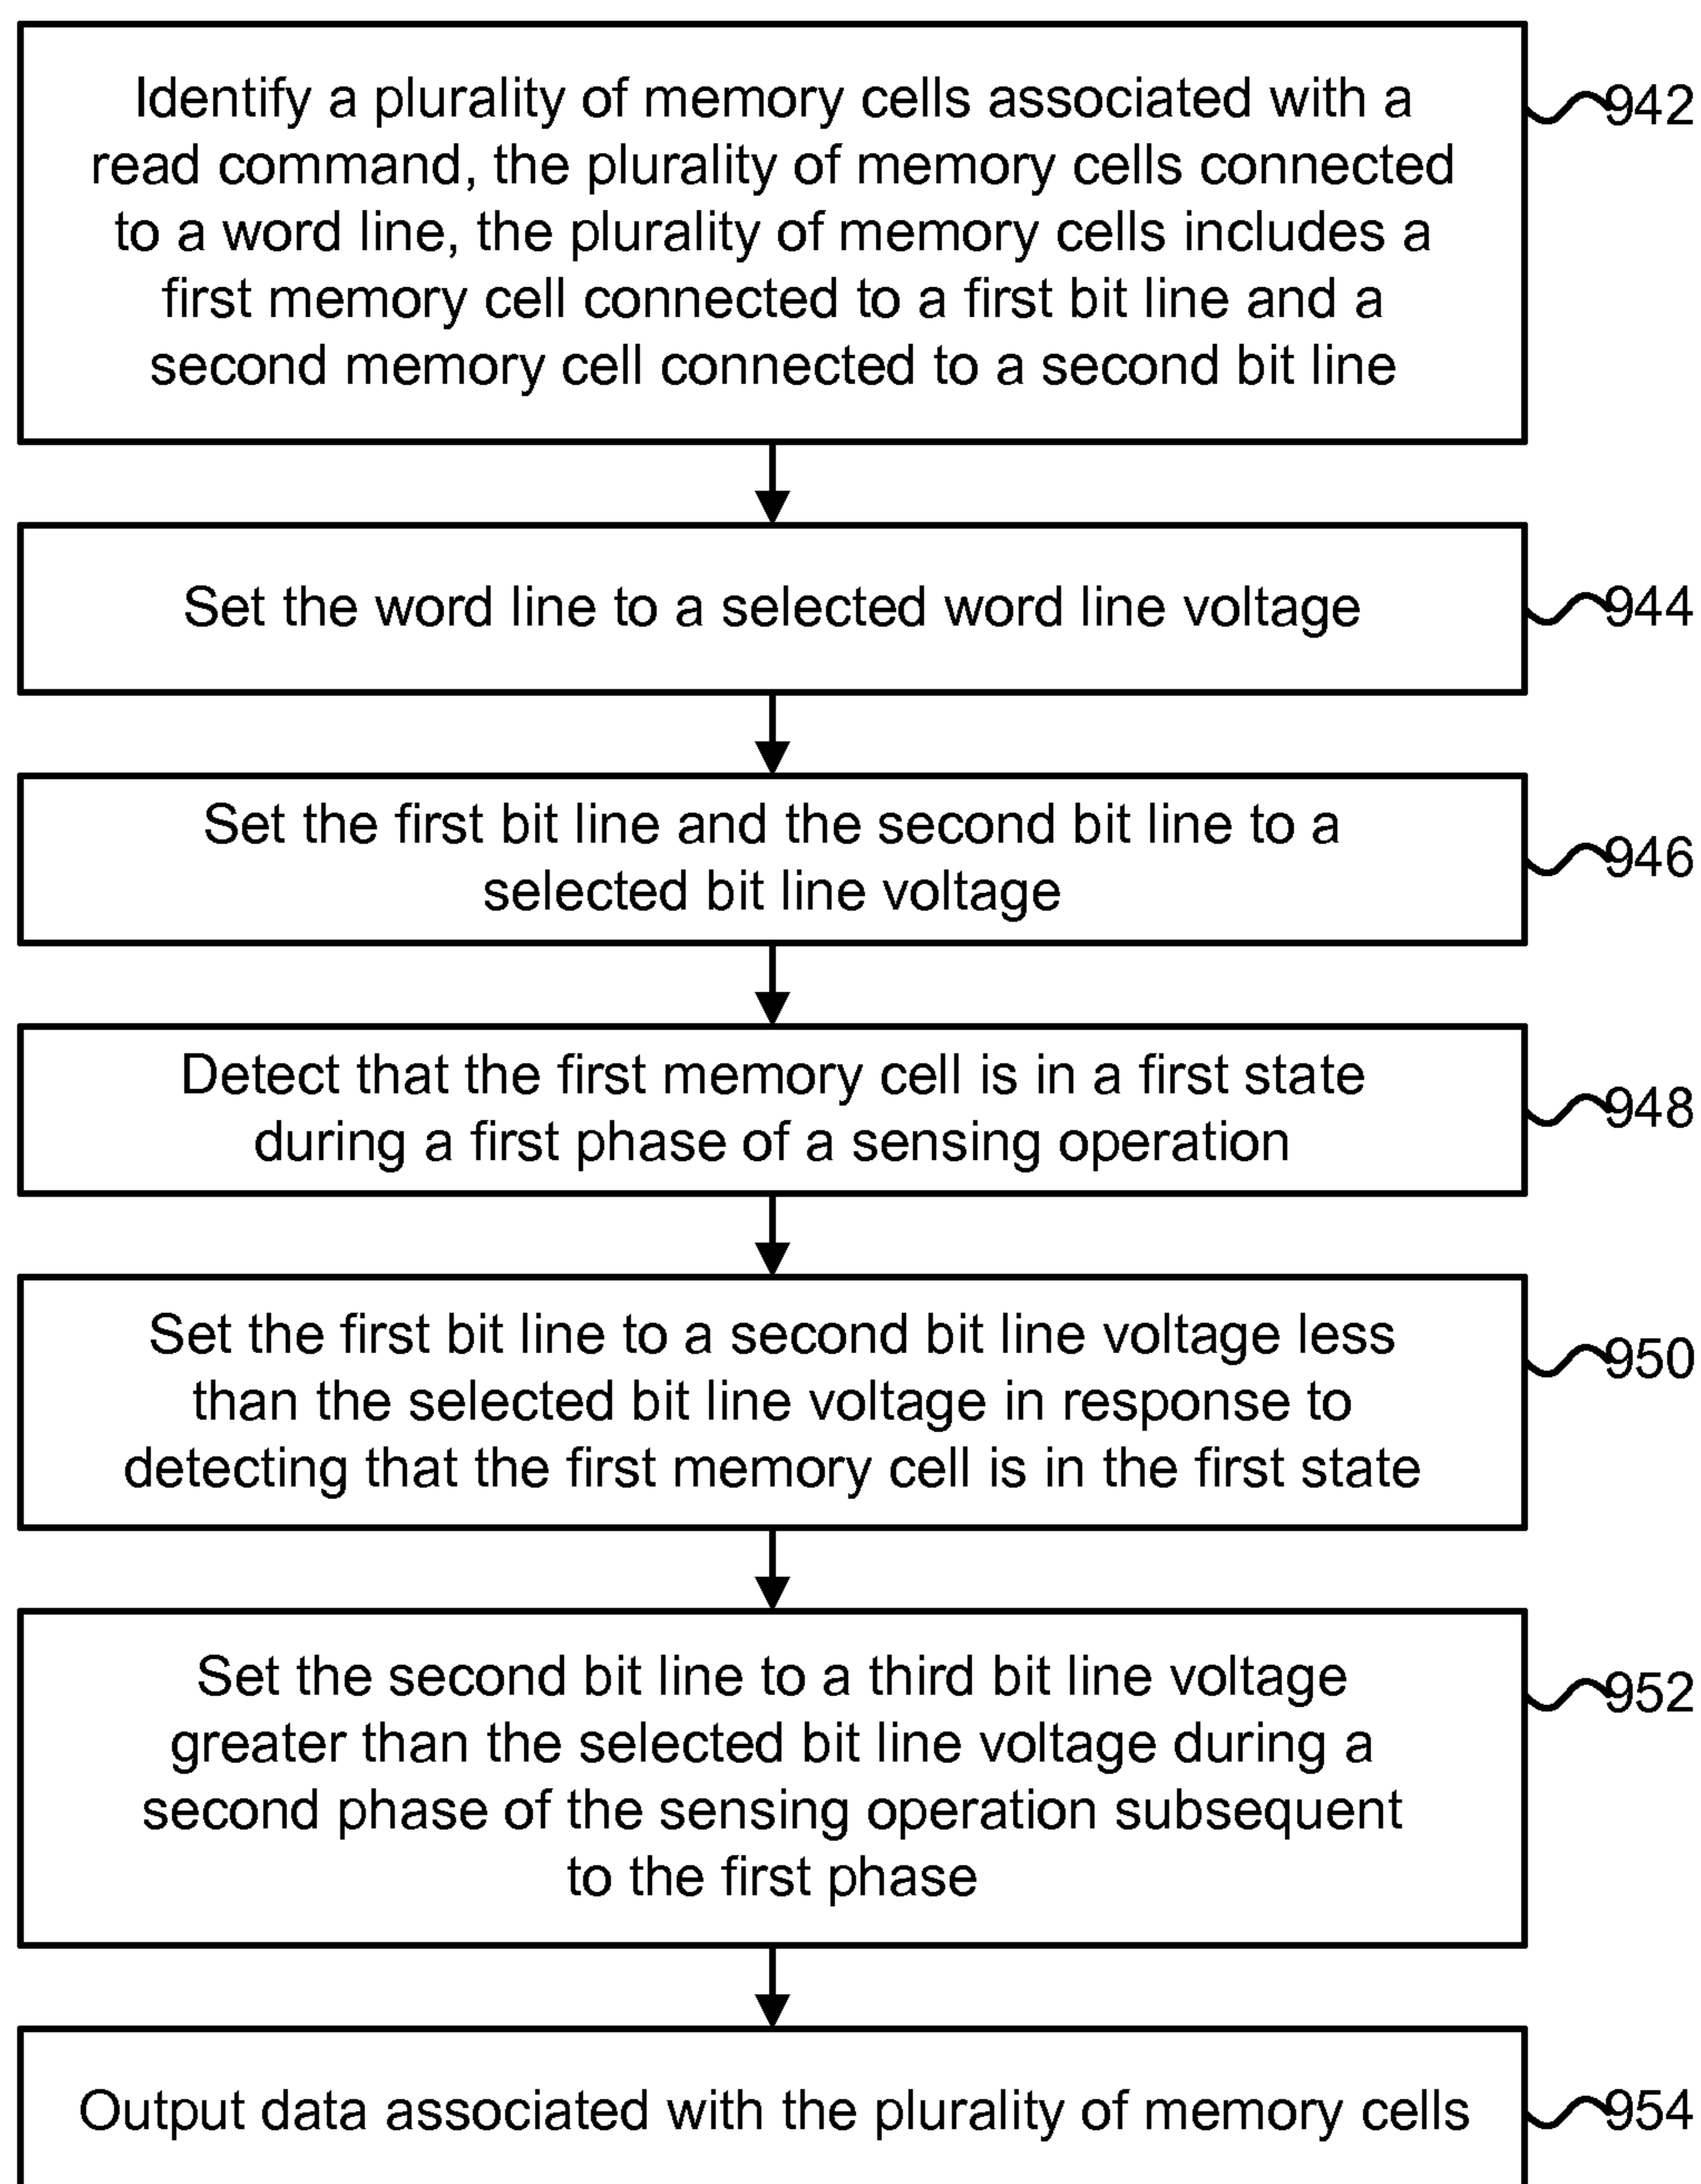 Identify a plurality of memory cells associated with a
read command, the plurality of memory cells connected
to a word line, the plurality of memory cells includes a
first memory cell connected to a first bit line and a
second memory cell connected to a second bit line
942
Set the word line to a selected word line voltage
944
Set the first bit line and the second bit line to a
selected bit line voltage
946
Detect that the first memory cell is in a first state
during a first phase of a sensing operation
948
Set the first bit line to a second bit line voltage less
than the selected bit line voltage in response to
detecting that the first memory cell is in the first state
950
Set the second bit line to a third bit line voltage
greater than the selected bit line voltage during a
second phase of the sensing operation subsequent
to the first phase
952
Output data associated with the plurality of memory cells
954